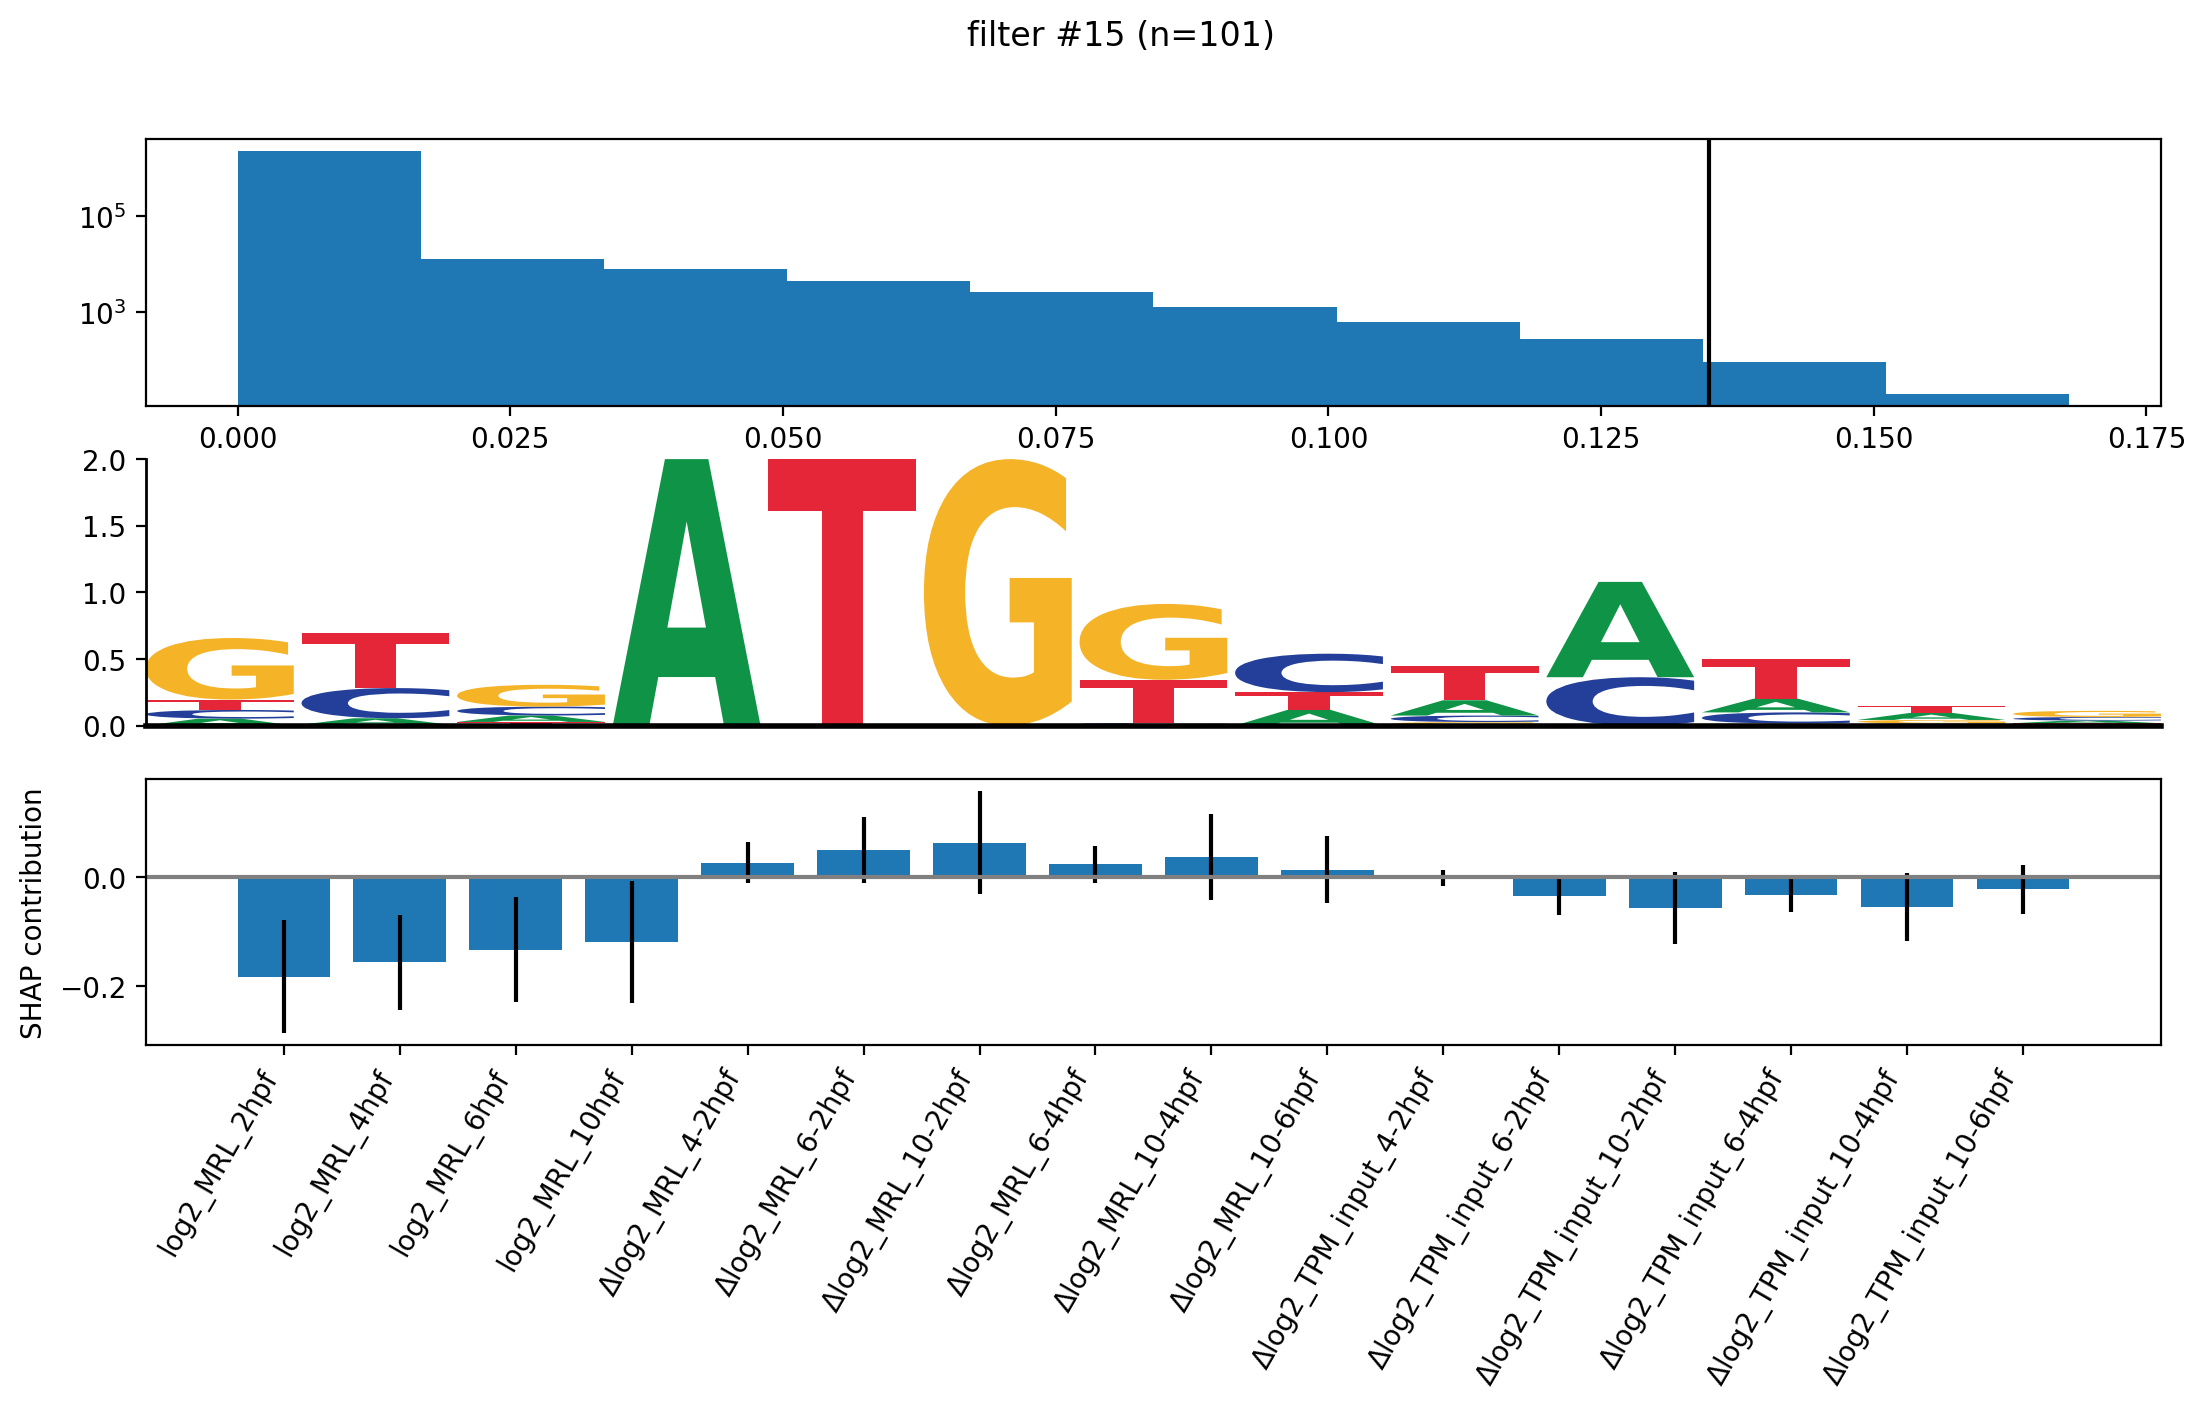 filter #15 (n=101)
10^5
10^3
0.000 0.025 0.050 0.075 0.100 0.125 0.150 0.175
2.0
1.5
1.0
0.5
0.0
G T G A T G G C T A T T G
T C C T T A C A A C
C A A A C C C
A T
SHAP contribution
0.0
−0.2
log2_MRL_2hpf
log2_MRL_4hpf
log2_MRL_6hpf
log2_MRL_10hpf
Δlog2_MRL_4-2hpf
Δlog2_MRL_6-2hpf
Δlog2_MRL_10-2hpf
Δlog2_MRL_6-4hpf
Δlog2_MRL_10-4hpf
Δlog2_MRL_10-6hpf
Δlog2_TPM_input_4-2hpf
Δlog2_TPM_input_6-2hpf
Δlog2_TPM_input_10-2hpf
Δlog2_TPM_input_6-4hpf
Δlog2_TPM_input_10-4hpf
Δlog2_TPM_input_10-6hpf